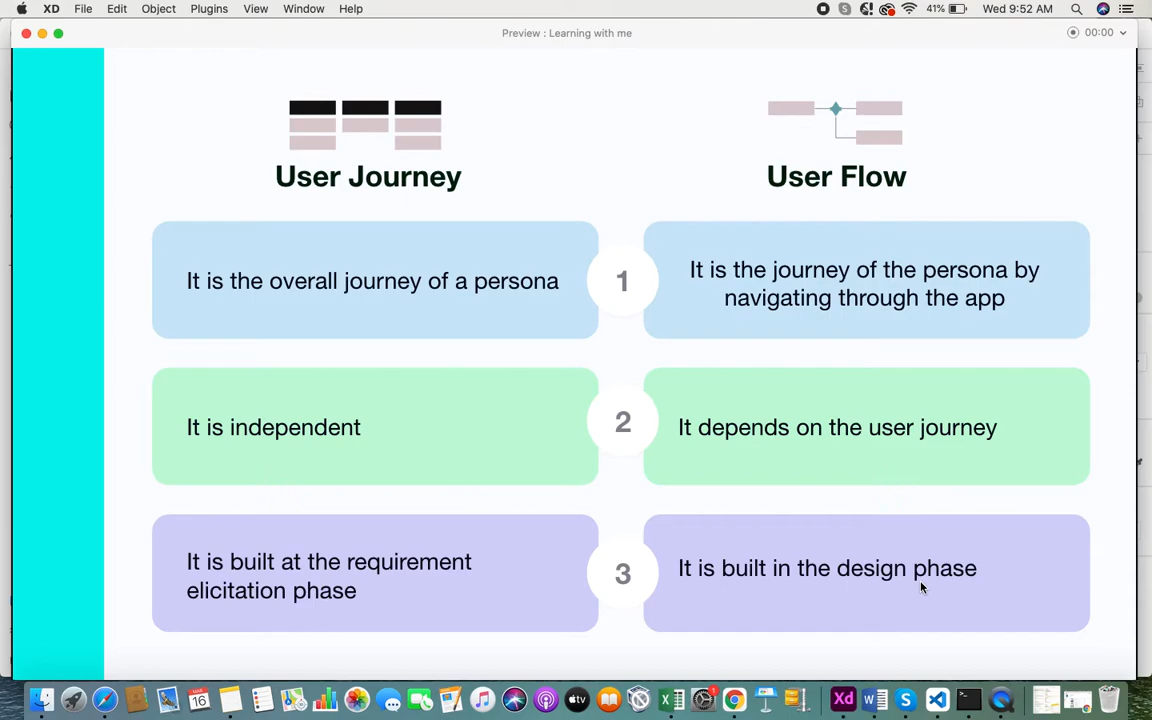 XD File Edit Object Plugins View Window Help 41% Wed 9:52 AM
Preview : Learning with me
00:00
User Journey
User Flow
It is the overall journey of a persona
1
It is the journey of the persona by
navigating through the app
It is independent
2
It depends on the user journey
It is built at the requirement
elicitation phase
3
It is built in the design phase